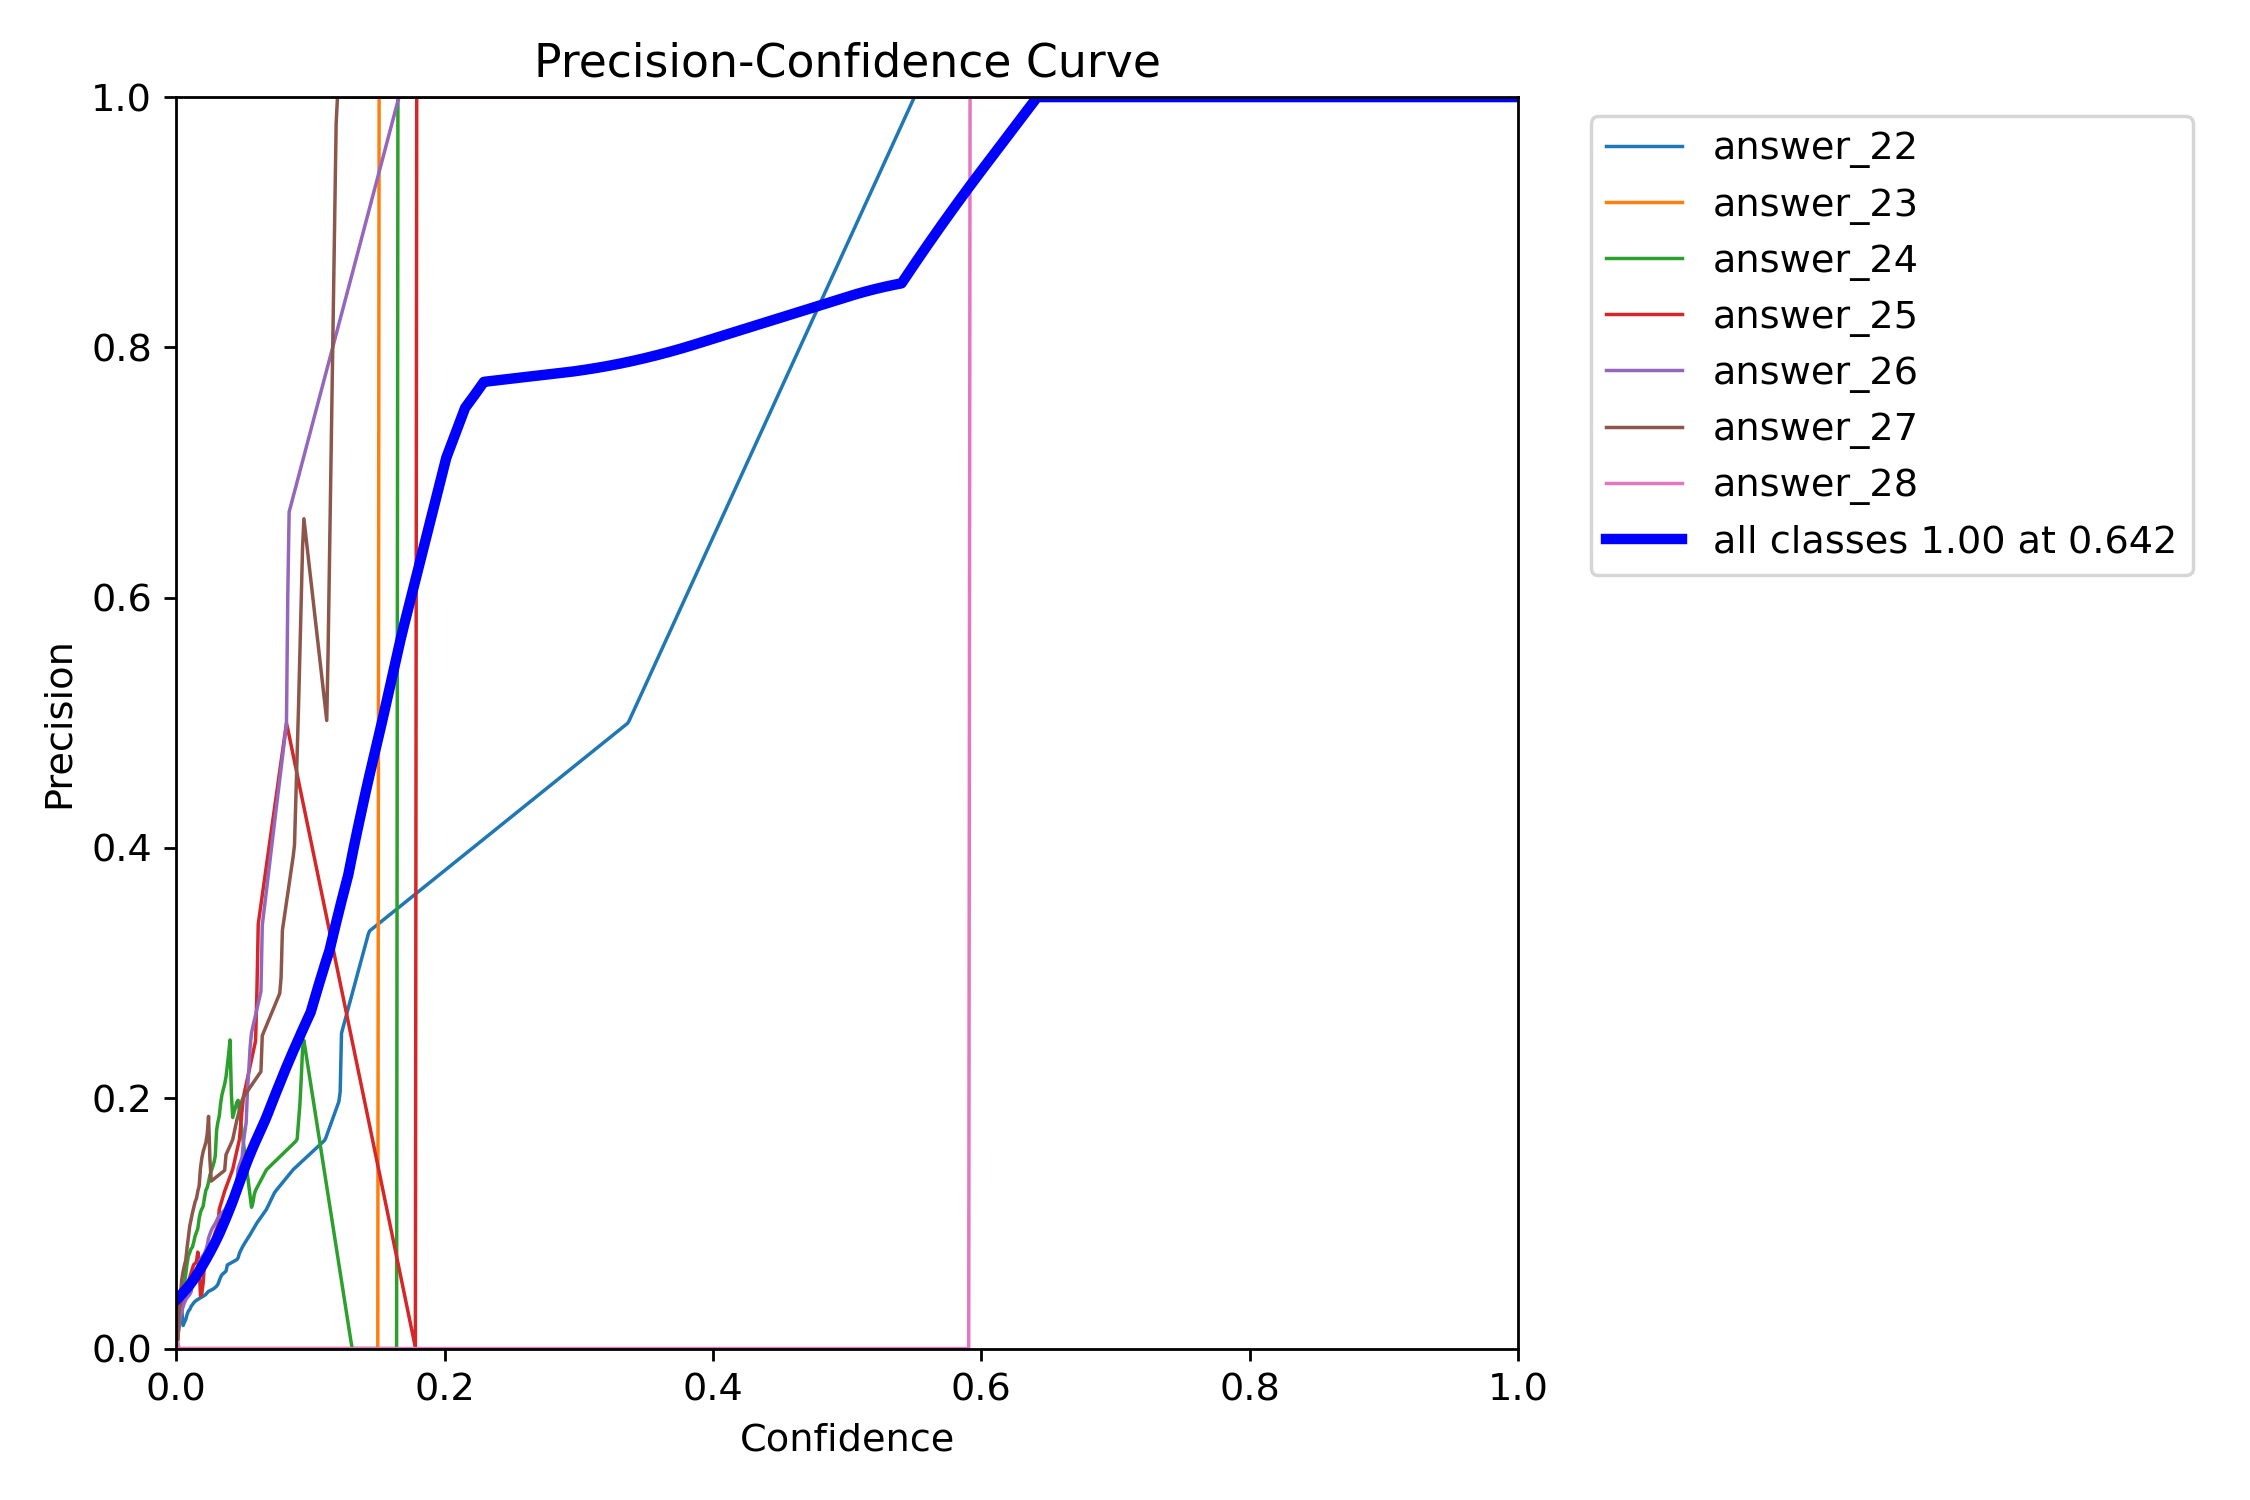 Precision-Confidence Curve
1.0
0.8
0.6
0.4
0.2
0.0
Precision
0.0 0.2 0.4 0.6 0.8 1.0
Confidence
answer_22
answer_23
answer_24
answer_25
answer_26
answer_27
answer_28
all classes 1.00 at 0.642